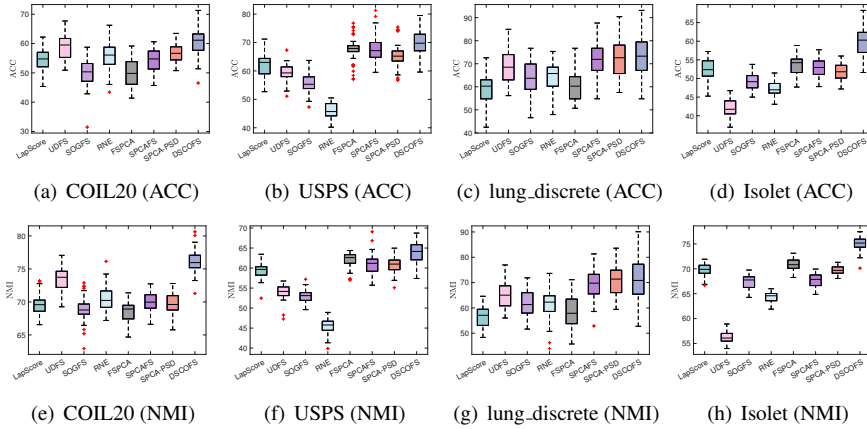 70
60
50
40
30
ACC
LapScore
UDFS
SOGFS
RNE
FSPCA
SPCAFS
SPCA-PSD
DSCOFS
(a) COIL20 (ACC)
80
70
60
50
40
ACC
LapScore
UDFS
SOGFS
RNE
FSPCA
SPCAFS
SPCA-PSD
DSCOFS
(b) USPS (ACC)
90
80
70
60
50
40
ACC
LapScore
UDFS
SOGFS
RNE
FSPCA
SPCAFS
SPCA-PSD
DSCOFS
(c) lung_discrete (ACC)
65
60
55
50
45
40
ACC
LapScore
UDFS
SOGFS
RNE
FSPCA
SPCAFS
SPCA-PSD
DSCOFS
(d) Isolet (ACC)
80
75
70
65
NMI
LapScore
UDFS
SOGFS
RNE
FSPCA
SPCAFS
SPCA-PSD
DSCOFS
(e) COIL20 (NMI)
70
65
60
55
50
45
40
NMI
LapScore
UDFS
SOGFS
RNE
FSPCA
SPCAFS
SPCA-PSD
DSCOFS
(f) USPS (NMI)
90
80
70
60
50
NMI
LapScore
UDFS
SOGFS
RNE
FSPCA
SPCAFS
SPCA-PSD
DSCOFS
(g) lung_discrete (NMI)
75
70
65
60
55
NMI
LapScore
UDFS
SOGFS
RNE
FSPCA
SPCAFS
SPCA-PSD
DSCOFS
(h) Isolet (NMI)